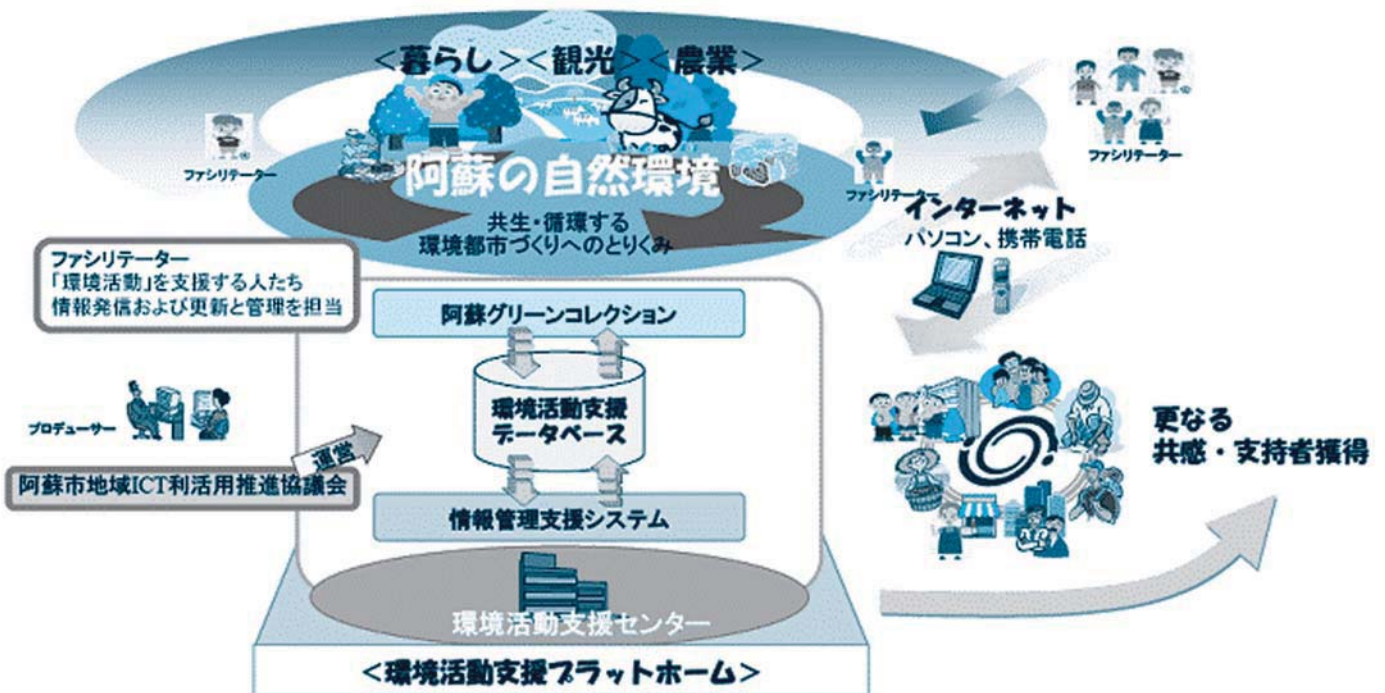 <暮らし><観光><農業>
ファシリテーター
ファシリテーター
ファシリテーター
阿蘇の自然環境
共生・循環する
環境都市づくりへのとりくみ
インターネット
パソコン、携帯電話
ファシリテーター
「環境活動」を支援する人たち
情報発信および更新と管理を担当
阿蘇グリーンコレクション
環境活動支援
データベース
プロデューサー
運営
阿蘇市地域ICT利活用推進協議会
情報管理支援システム
更なる
共感・支持者獲得
環境活動支援センター
<環境活動支援プラットホーム>